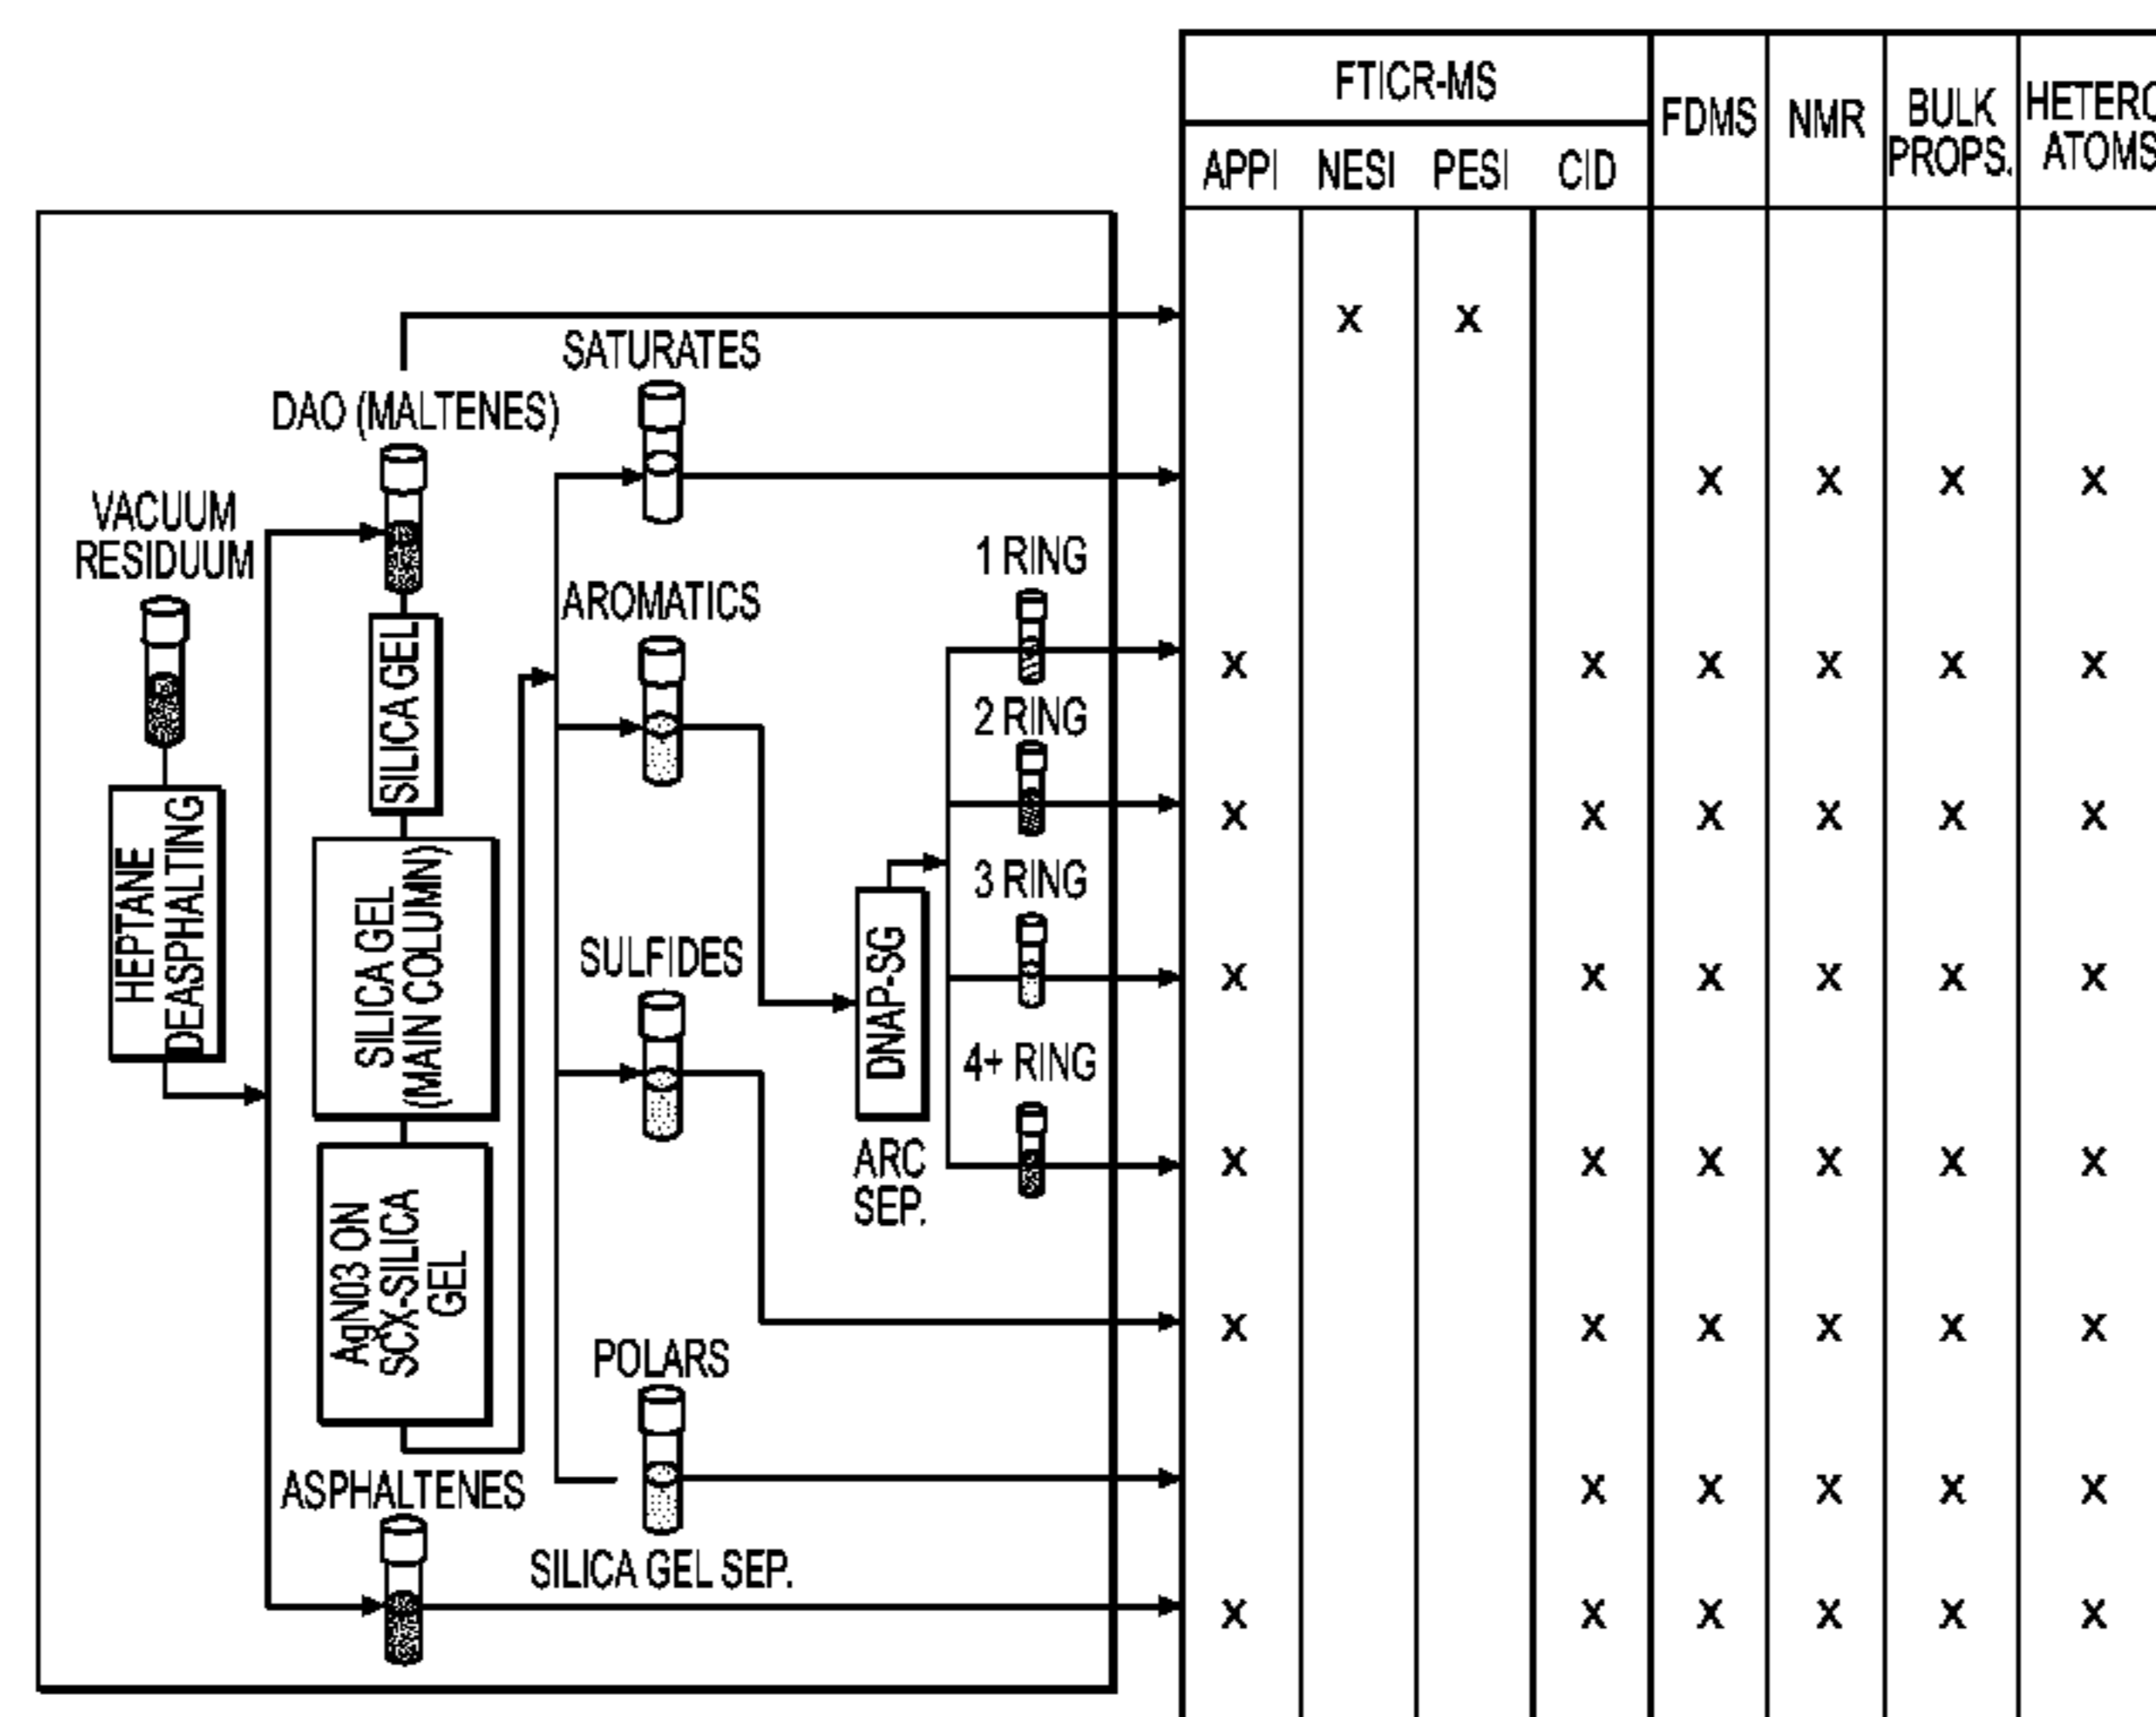 FTICR-MS
FDMS
NMR
BULK
PROPS.
HETERO
ATOMS
APPI
NESI
PESI
CID
X X
SATURATES
DAO (MALTENES)
X X X X
VACUUM
RESIDUUM
1 RING
AROMATICS
SILICA GEL
X X X X X X
2 RING
HEPTANE
DEASPHALTING
X X X X X X
SILICA GEL
(MAIN COLUMN)
3 RING
SULFIDES
DNAP-SG
X X X X X X
4+ RING
ARC
SEP.
X X X X X X
AgN03 ON
SCX-SILICA
GEL
X X X X X X
POLARS
ASPHALTENES
X X X X X
SILICA GEL SEP.
X X X X X X